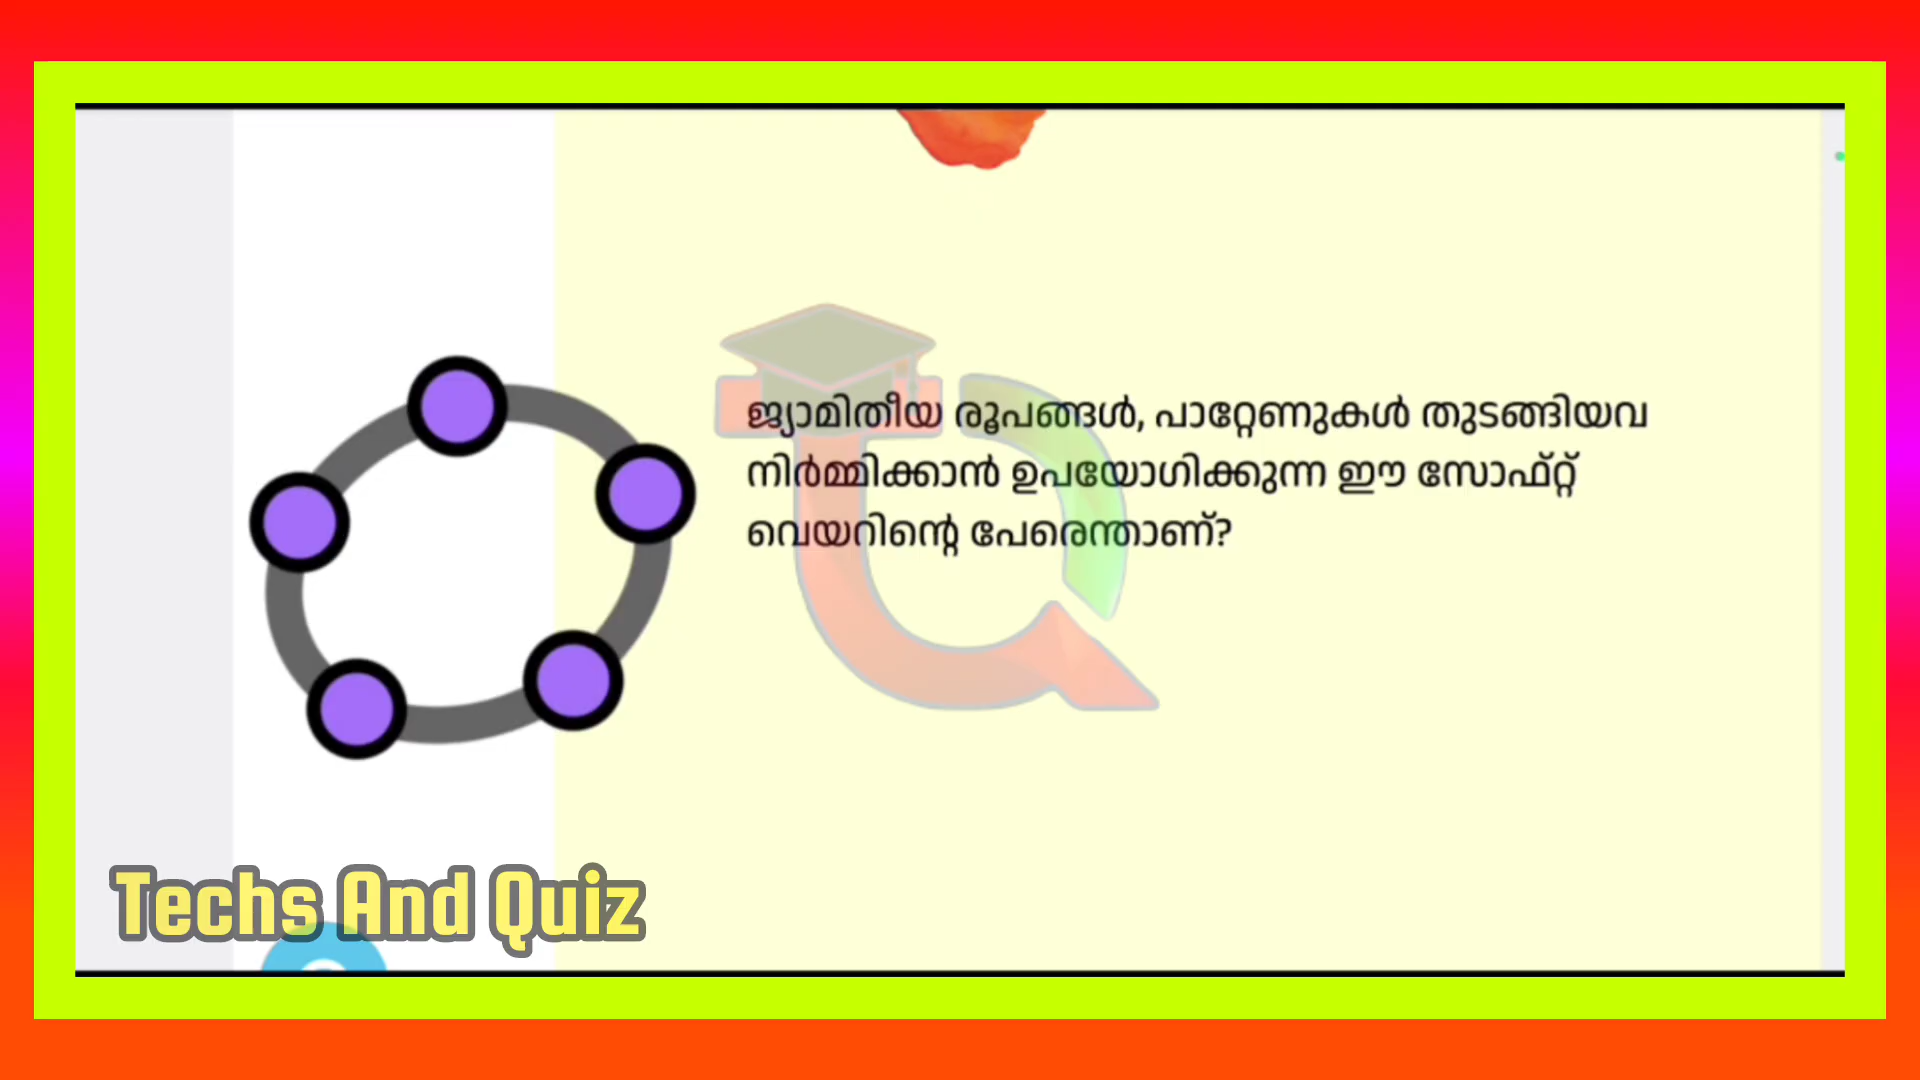 ജ്യാമിതീയ രൂപങ്ങൾ, പാറ്റേണുകൾ തുടങ്ങിയവ
നിർമ്മിക്കാൻ ഉപയോഗിക്കുന്ന ഈ സോഫ്റ്റ്
വെയറിന്റെ പേരെന്താണ്?
Techs And Quiz